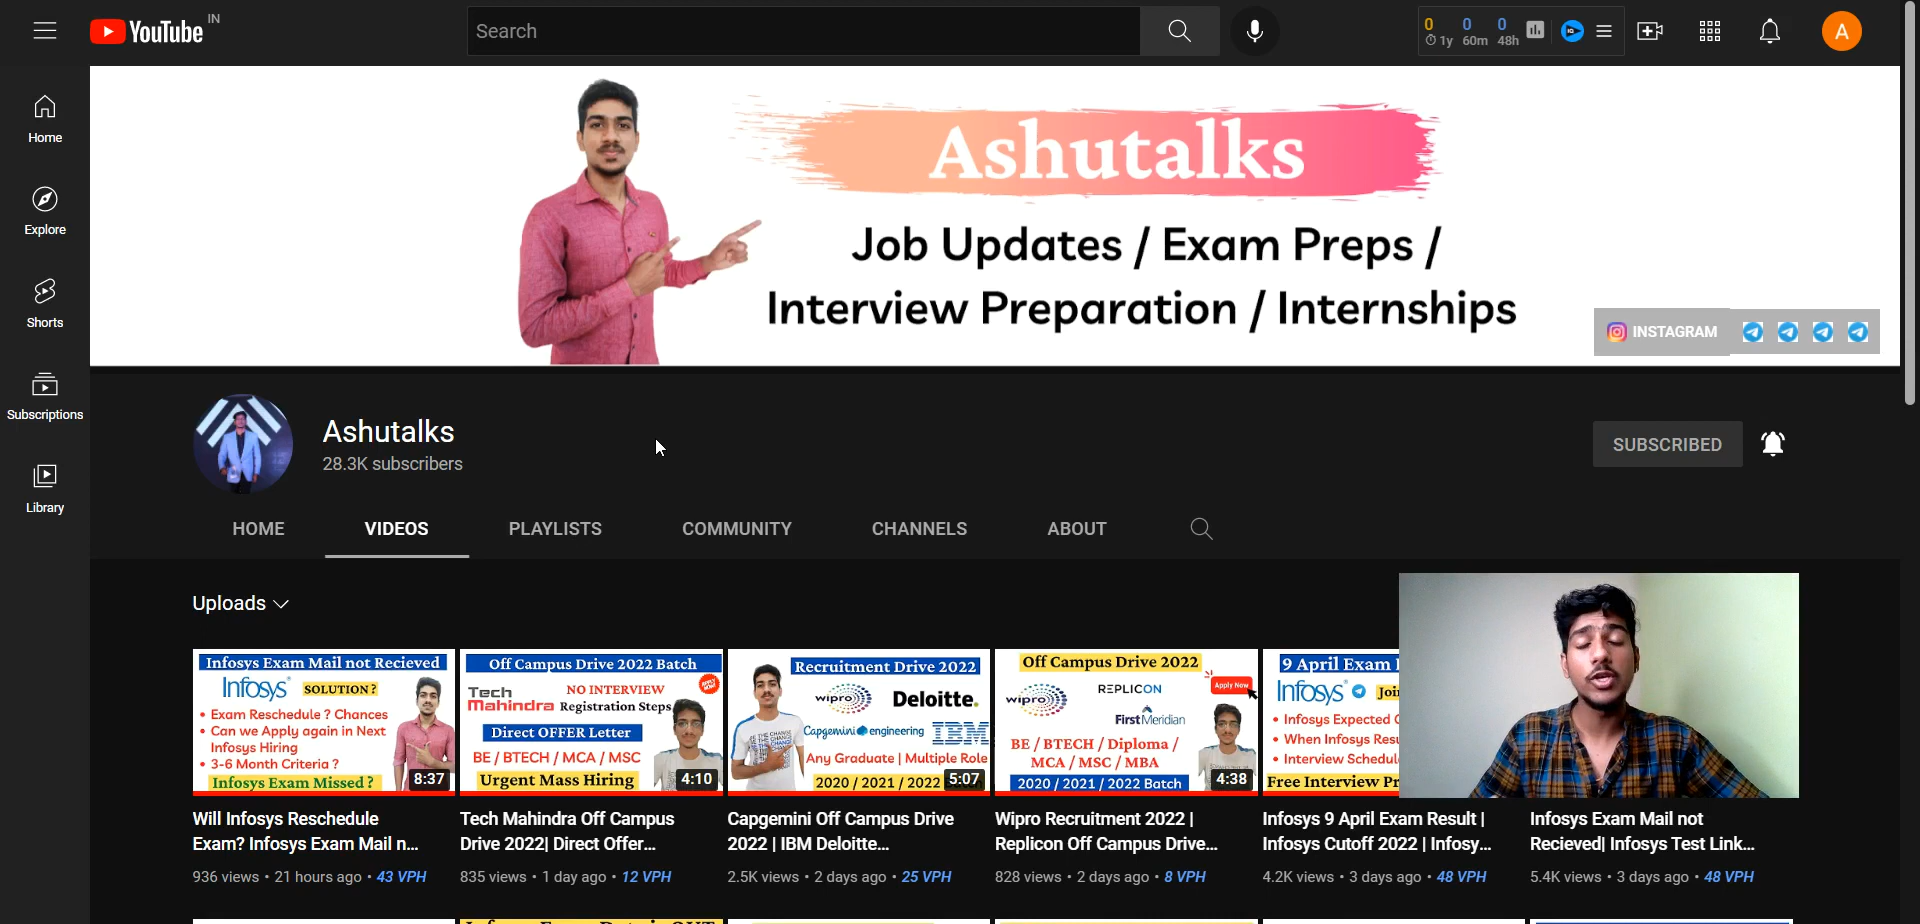 YouTube IN
Search
0 0 0
1y 60m 48h
A
Home
Explore
Shorts
Subscriptions
Library
Ashutalks
Job Updates / Exam Preps /
Interview Preparation / Internships
INSTAGRAM
Ashutalks
28.3K subscribers
SUBSCRIBED
HOME VIDEOS PLAYLISTS COMMUNITY CHANNELS ABOUT
Uploads
Infosys Exam Mail not Recieved
Infosys SOLUTION ?
• Exam Reschedule ? Chances
• Can we Apply again in Next
Infosys Hiring
• 3-6 Month Criteria ?
Infosys Exam Missed ?
8:37
Will Infosys Reschedule
Exam? Infosys Exam Mail n...
936 views • 21 hours ago • 43 VPH
Off Campus Drive 2022 Batch
Tech Mahindra
NO INTERVIEW
Registration Steps
Direct OFFER Letter
BE / BTECH / MCA / MSC
Urgent Mass Hiring
4:10
Tech Mahindra Off Campus
Drive 2022| Direct Offer...
835 views • 1 day ago • 12 VPH
Recruitment Drive 2022
wipro Deloitte.
Capgemini engineering IBM
Any Graduate | Multiple Role
2020 / 2021 / 2022
5:07
Capgemini Off Campus Drive
2022 | IBM Deloitte...
2.5K views • 2 days ago • 25 VPH
Off Campus Drive 2022
wipro REPLICON
Apply Now
FirstMeridian
BE / BTECH / Diploma /
MCA / MSC / MBA
2020 / 2021 / 2022 Batch
4:38
Wipro Recruitment 2022 |
Replicon Off Campus Drive...
828 views • 2 days ago • 8 VPH
9 April Exam
Infosys
• Infosys Expected
• When Infosys
• Interview
Free Interview
Infosys 9 April Exam Result |
Infosys Cutoff 2022 | Infosy...
4.2K views • 3 days ago • 48 VPH
Infosys Exam Mail not
Recieved| Infosys Test Link...
5.4K views • 3 days ago • 48 VPH